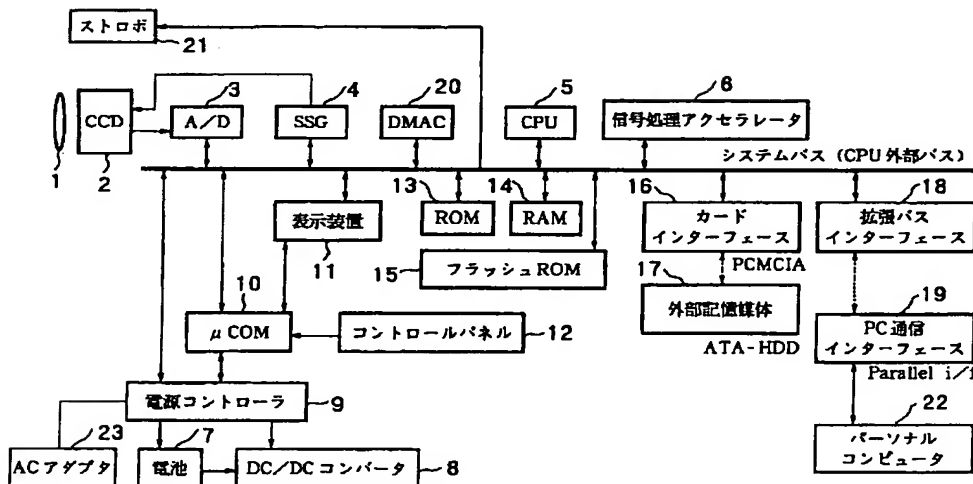 ストロボ
21
3
4
20
5
6
CCD
A/D
SSG
DMAC
CPU
信号処理アクセラレータ
1
2
システムバス (CPU外部バス)
13
14
16
18
表示装置
ROM
RAM
カード
インターフェース
拡張バス
インターフェース
11
15
フラッシュROM
PCMCIA
17
10
外部記憶媒体
19
μCOM
コントロールパネル
12
ATA-HDD
PC通信
インターフェース
Parallel i/f
電源コントローラ
9
22
23
7
パーソナル
コンピュータ
ACアダプタ
電池
DC/DCコンバータ
8